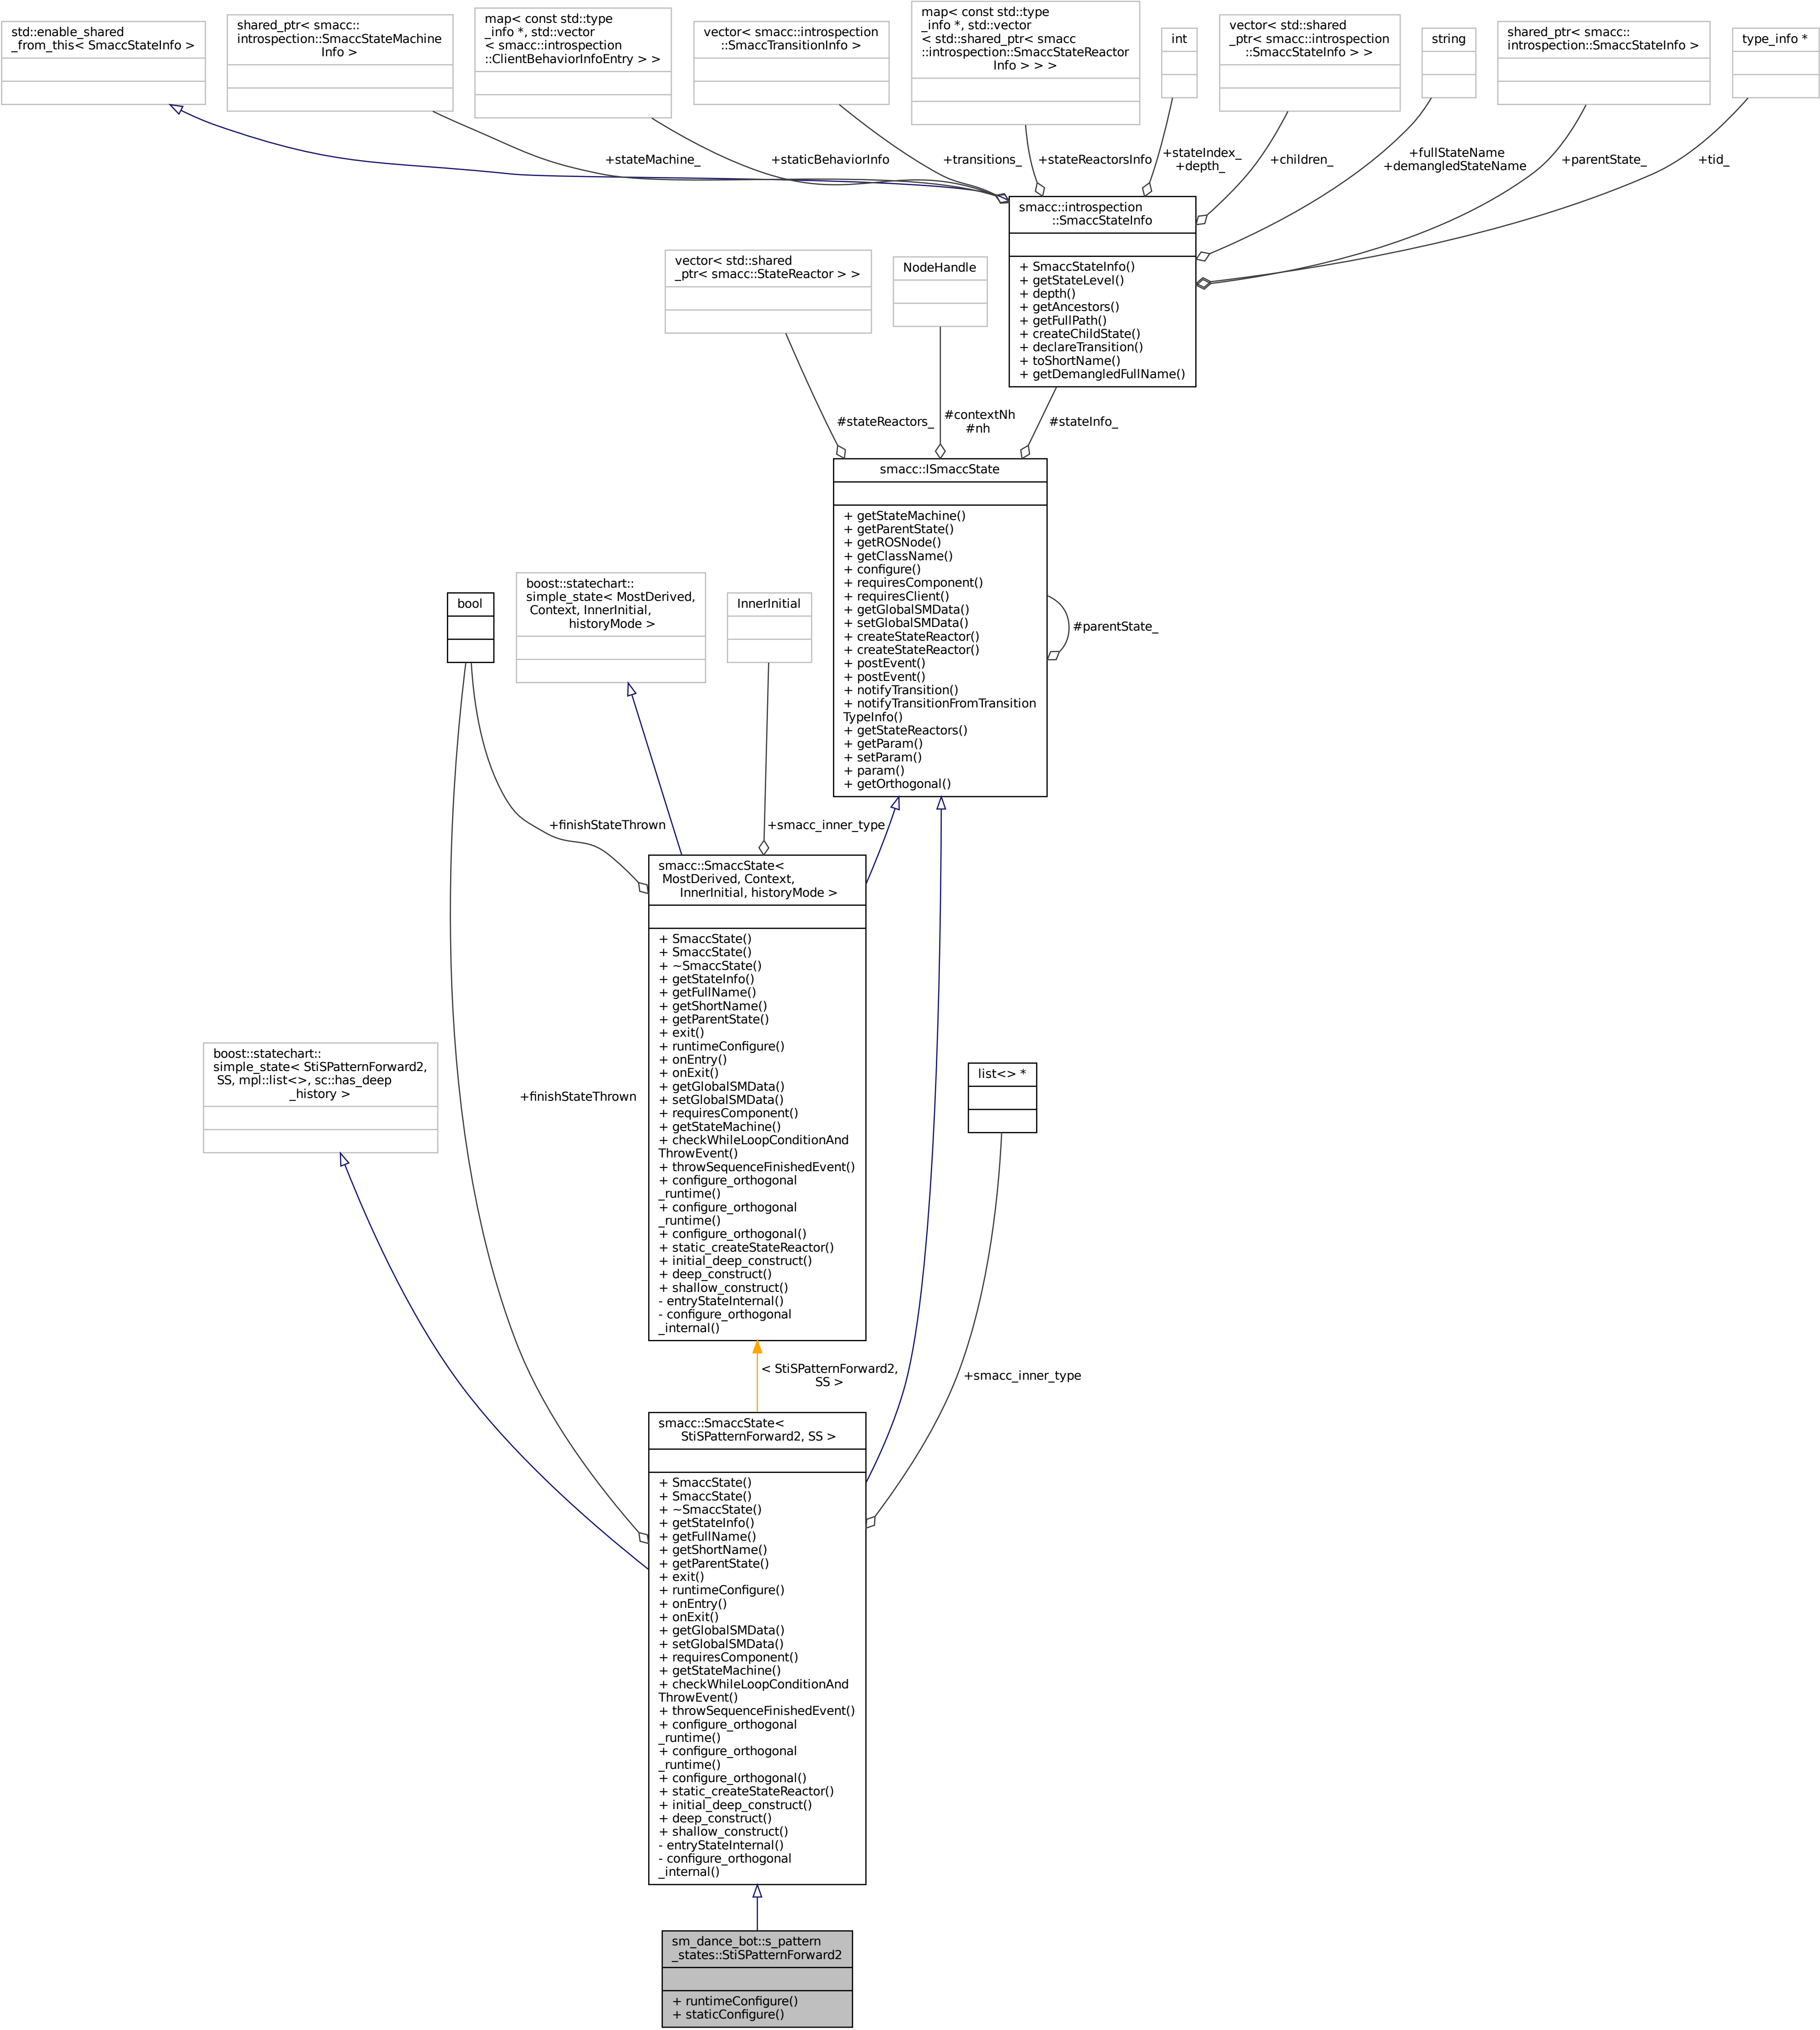 std::enable_shared
_from_this< SmaccStateInfo >
shared_ptr< smacc::
introspection::SmaccStateMachine
Info >
map< const std::type
_info *, std::vector
< smacc::introspection
::ClientBehaviorInfoEntry > >
vector< smacc::introspection
::SmaccTransitionInfo >
map< const std::type
_info *, std::vector
< std::shared_ptr< smacc
::introspection::SmaccStateReactor
Info > > >
int
vector< std::shared
_ptr< smacc::introspection
::SmaccStateInfo > >
string
shared_ptr< smacc::
introspection::SmaccStateInfo >
type_info *
+stateMachine_
+staticBehaviorInfo
+transitions_
+stateReactorsInfo
+stateIndex_
+depth_
+children_
+fullStateName
+demangledStateName
+parentState_
+tid_
smacc::introspection
::SmaccStateInfo
+ SmaccStateInfo()
+ getStateLevel()
+ depth()
+ getAncestors()
+ getFullPath()
+ createChildState()
+ declareTransition()
+ toShortName()
+ getDemangledFullName()
vector< std::shared
_ptr< smacc::StateReactor > >
NodeHandle
#stateReactors_
#contextNh
#nh
#stateInfo_
smacc::ISmaccState
+ getStateMachine()
+ getParentState()
+ getROSNode()
+ getClassName()
+ configure()
+ requiresComponent()
+ requiresClient()
+ getGlobalSMData()
+ setGlobalSMData()
+ createStateReactor()
+ createStateReactor()
+ postEvent()
+ postEvent()
+ notifyTransition()
+ notifyTransitionFromTransition
TypeInfo()
+ getStateReactors()
+ getParam()
+ setParam()
+ param()
+ getOrthogonal()
#parentState_
bool
boost::statechart::
simple_state< MostDerived,
Context, InnerInitial,
historyMode >
InnerInitial
+finishStateThrown
+smacc_inner_type
smacc::SmaccState<
MostDerived, Context,
InnerInitial, historyMode >
+ SmaccState()
+ SmaccState()
+ ~SmaccState()
+ getStateInfo()
+ getFullName()
+ getShortName()
+ getParentState()
+ exit()
+ runtimeConfigure()
+ onEntry()
+ onExit()
+ getGlobalSMData()
+ setGlobalSMData()
+ requiresComponent()
+ getStateMachine()
+ checkWhileLoopConditionAnd
ThrowEvent()
+ throwSequenceFinishedEvent()
+ configure_orthogonal
_runtime()
+ configure_orthogonal
_runtime()
+ configure_orthogonal()
+ static_createStateReactor()
+ initial_deep_construct()
+ deep_construct()
+ shallow_construct()
- entryStateInternal()
- configure_orthogonal
_internal()
boost::statechart::
simple_state< StiSPatternForward2,
SS, mpl::list<>, sc::has_deep
_history >
+finishStateThrown
list<> *
< StiSPatternForward2,
SS >
+smacc_inner_type
smacc::SmaccState<
StiSPatternForward2, SS >
+ SmaccState()
+ SmaccState()
+ ~SmaccState()
+ getStateInfo()
+ getFullName()
+ getShortName()
+ getParentState()
+ exit()
+ runtimeConfigure()
+ onEntry()
+ onExit()
+ getGlobalSMData()
+ setGlobalSMData()
+ requiresComponent()
+ getStateMachine()
+ checkWhileLoopConditionAnd
ThrowEvent()
+ throwSequenceFinishedEvent()
+ configure_orthogonal
_runtime()
+ configure_orthogonal
_runtime()
+ configure_orthogonal()
+ static_createStateReactor()
+ initial_deep_construct()
+ deep_construct()
+ shallow_construct()
- entryStateInternal()
- configure_orthogonal
_internal()
sm_dance_bot::s_pattern
_states::StiSPatternForward2
+ runtimeConfigure()
+ staticConfigure()